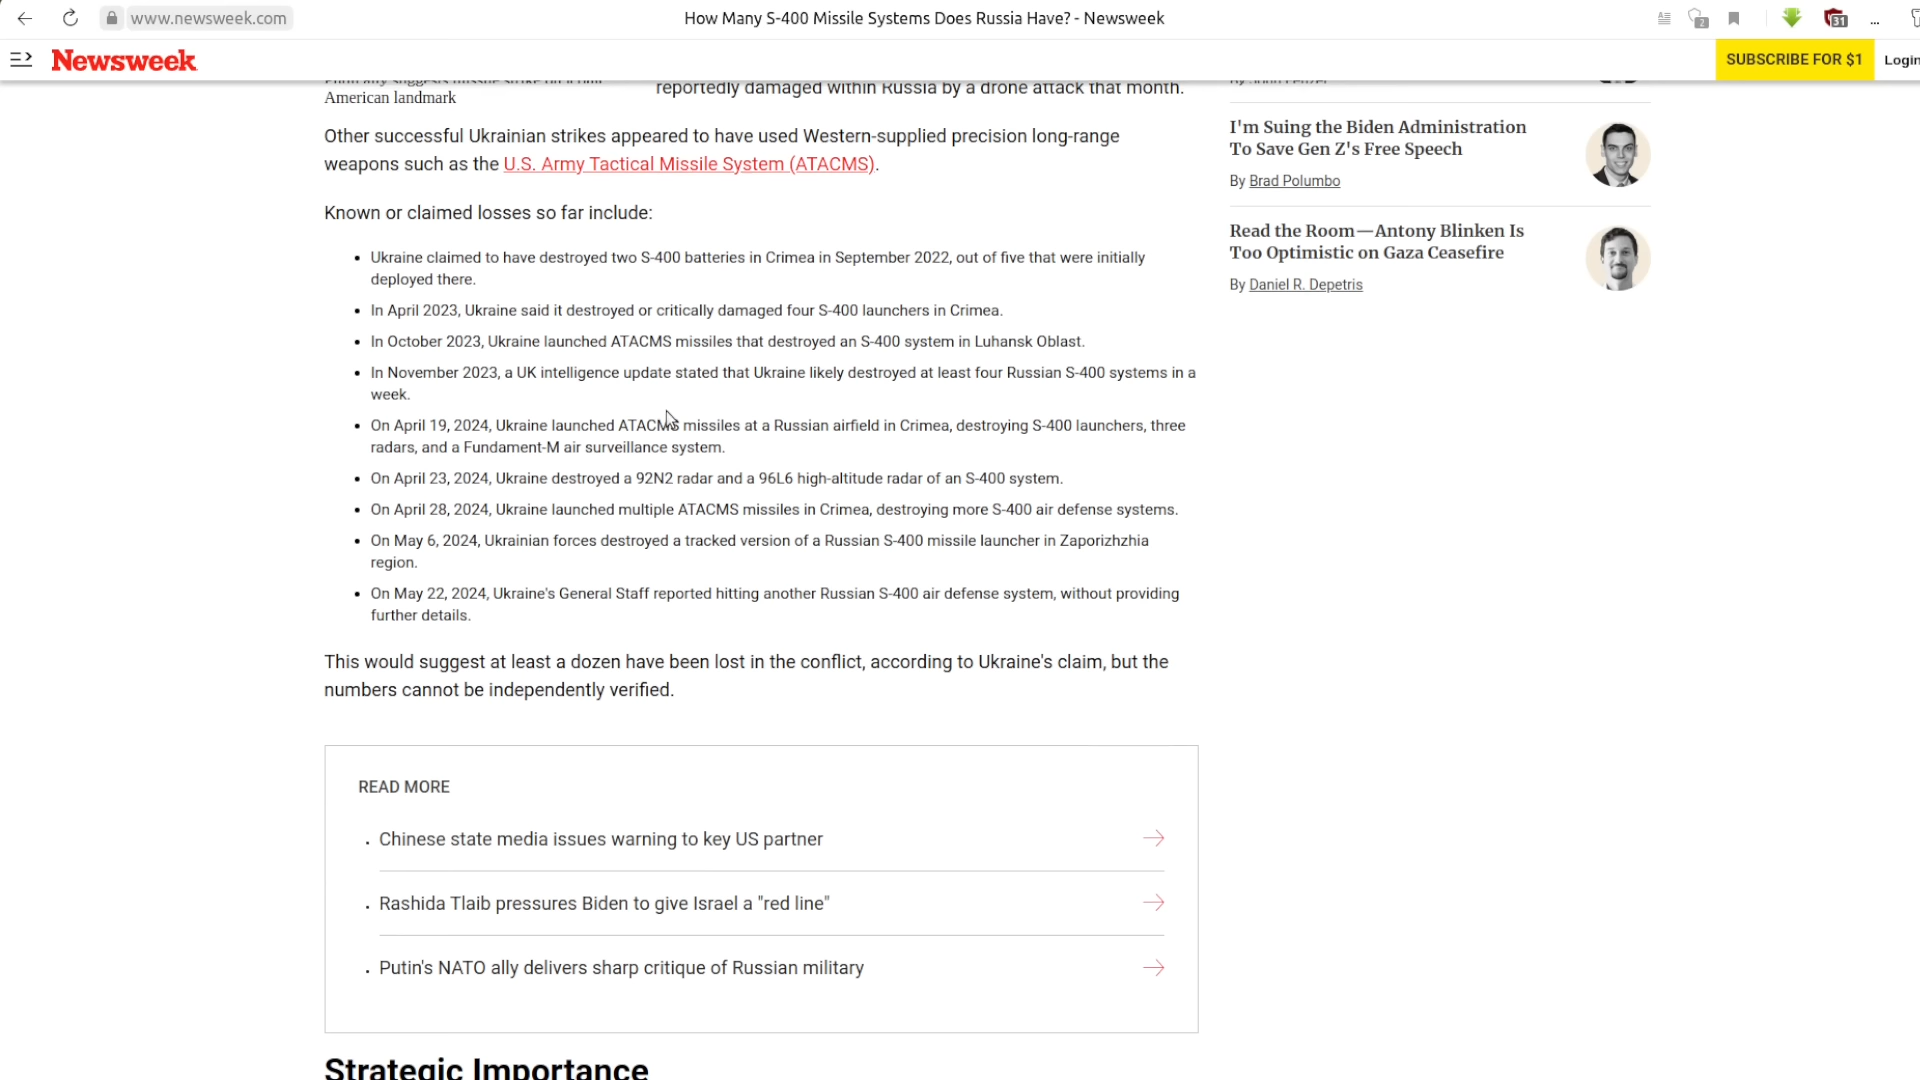 www.newsweek.com
How Many S-400 Missile Systems Does Russia Have? - Newsweek
2
31
...
Newsweek
SUBSCRIBE FOR $1
Login
American landmark
reportedly damaged within Russia by a drone attack that month.
Other successful Ukrainian strikes appeared to have used Western-supplied precision long-range
weapons such as the U.S. Army Tactical Missile System (ATACMS).
Known or claimed losses so far include:
• Ukraine claimed to have destroyed two S-400 batteries in Crimea in September 2022, out of five that were initially
deployed there.
• In April 2023, Ukraine said it destroyed or critically damaged four S-400 launchers in Crimea.
• In October 2023, Ukraine launched ATACMS missiles that destroyed an S-400 system in Luhansk Oblast.
• In November 2023, a UK intelligence update stated that Ukraine likely destroyed at least four Russian S-400 systems in a
week.
• On April 19, 2024, Ukraine launched ATACMS missiles at a Russian airfield in Crimea, destroying S-400 launchers, three
radars, and a Fundament-M air surveillance system.
• On April 23, 2024, Ukraine destroyed a 92N2 radar and a 96L6 high-altitude radar of an S-400 system.
• On April 28, 2024, Ukraine launched multiple ATACMS missiles in Crimea, destroying more S-400 air defense systems.
• On May 6, 2024, Ukrainian forces destroyed a tracked version of a Russian S-400 missile launcher in Zaporizhzhia
region.
• On May 22, 2024, Ukraine's General Staff reported hitting another Russian S-400 air defense system, without providing
further details.
This would suggest at least a dozen have been lost in the conflict, according to Ukraine's claim, but the
numbers cannot be independently verified.
READ MORE
• Chinese state media issues warning to key US partner
• Rashida Tlaib pressures Biden to give Israel a "red line"
• Putin's NATO ally delivers sharp critique of Russian military
Strategic Importance
I'm Suing the Biden Administration
To Save Gen Z's Free Speech
By Brad Polumbo
Read the Room—Antony Blinken Is
Too Optimistic on Gaza Ceasefire
By Daniel R. Depetris